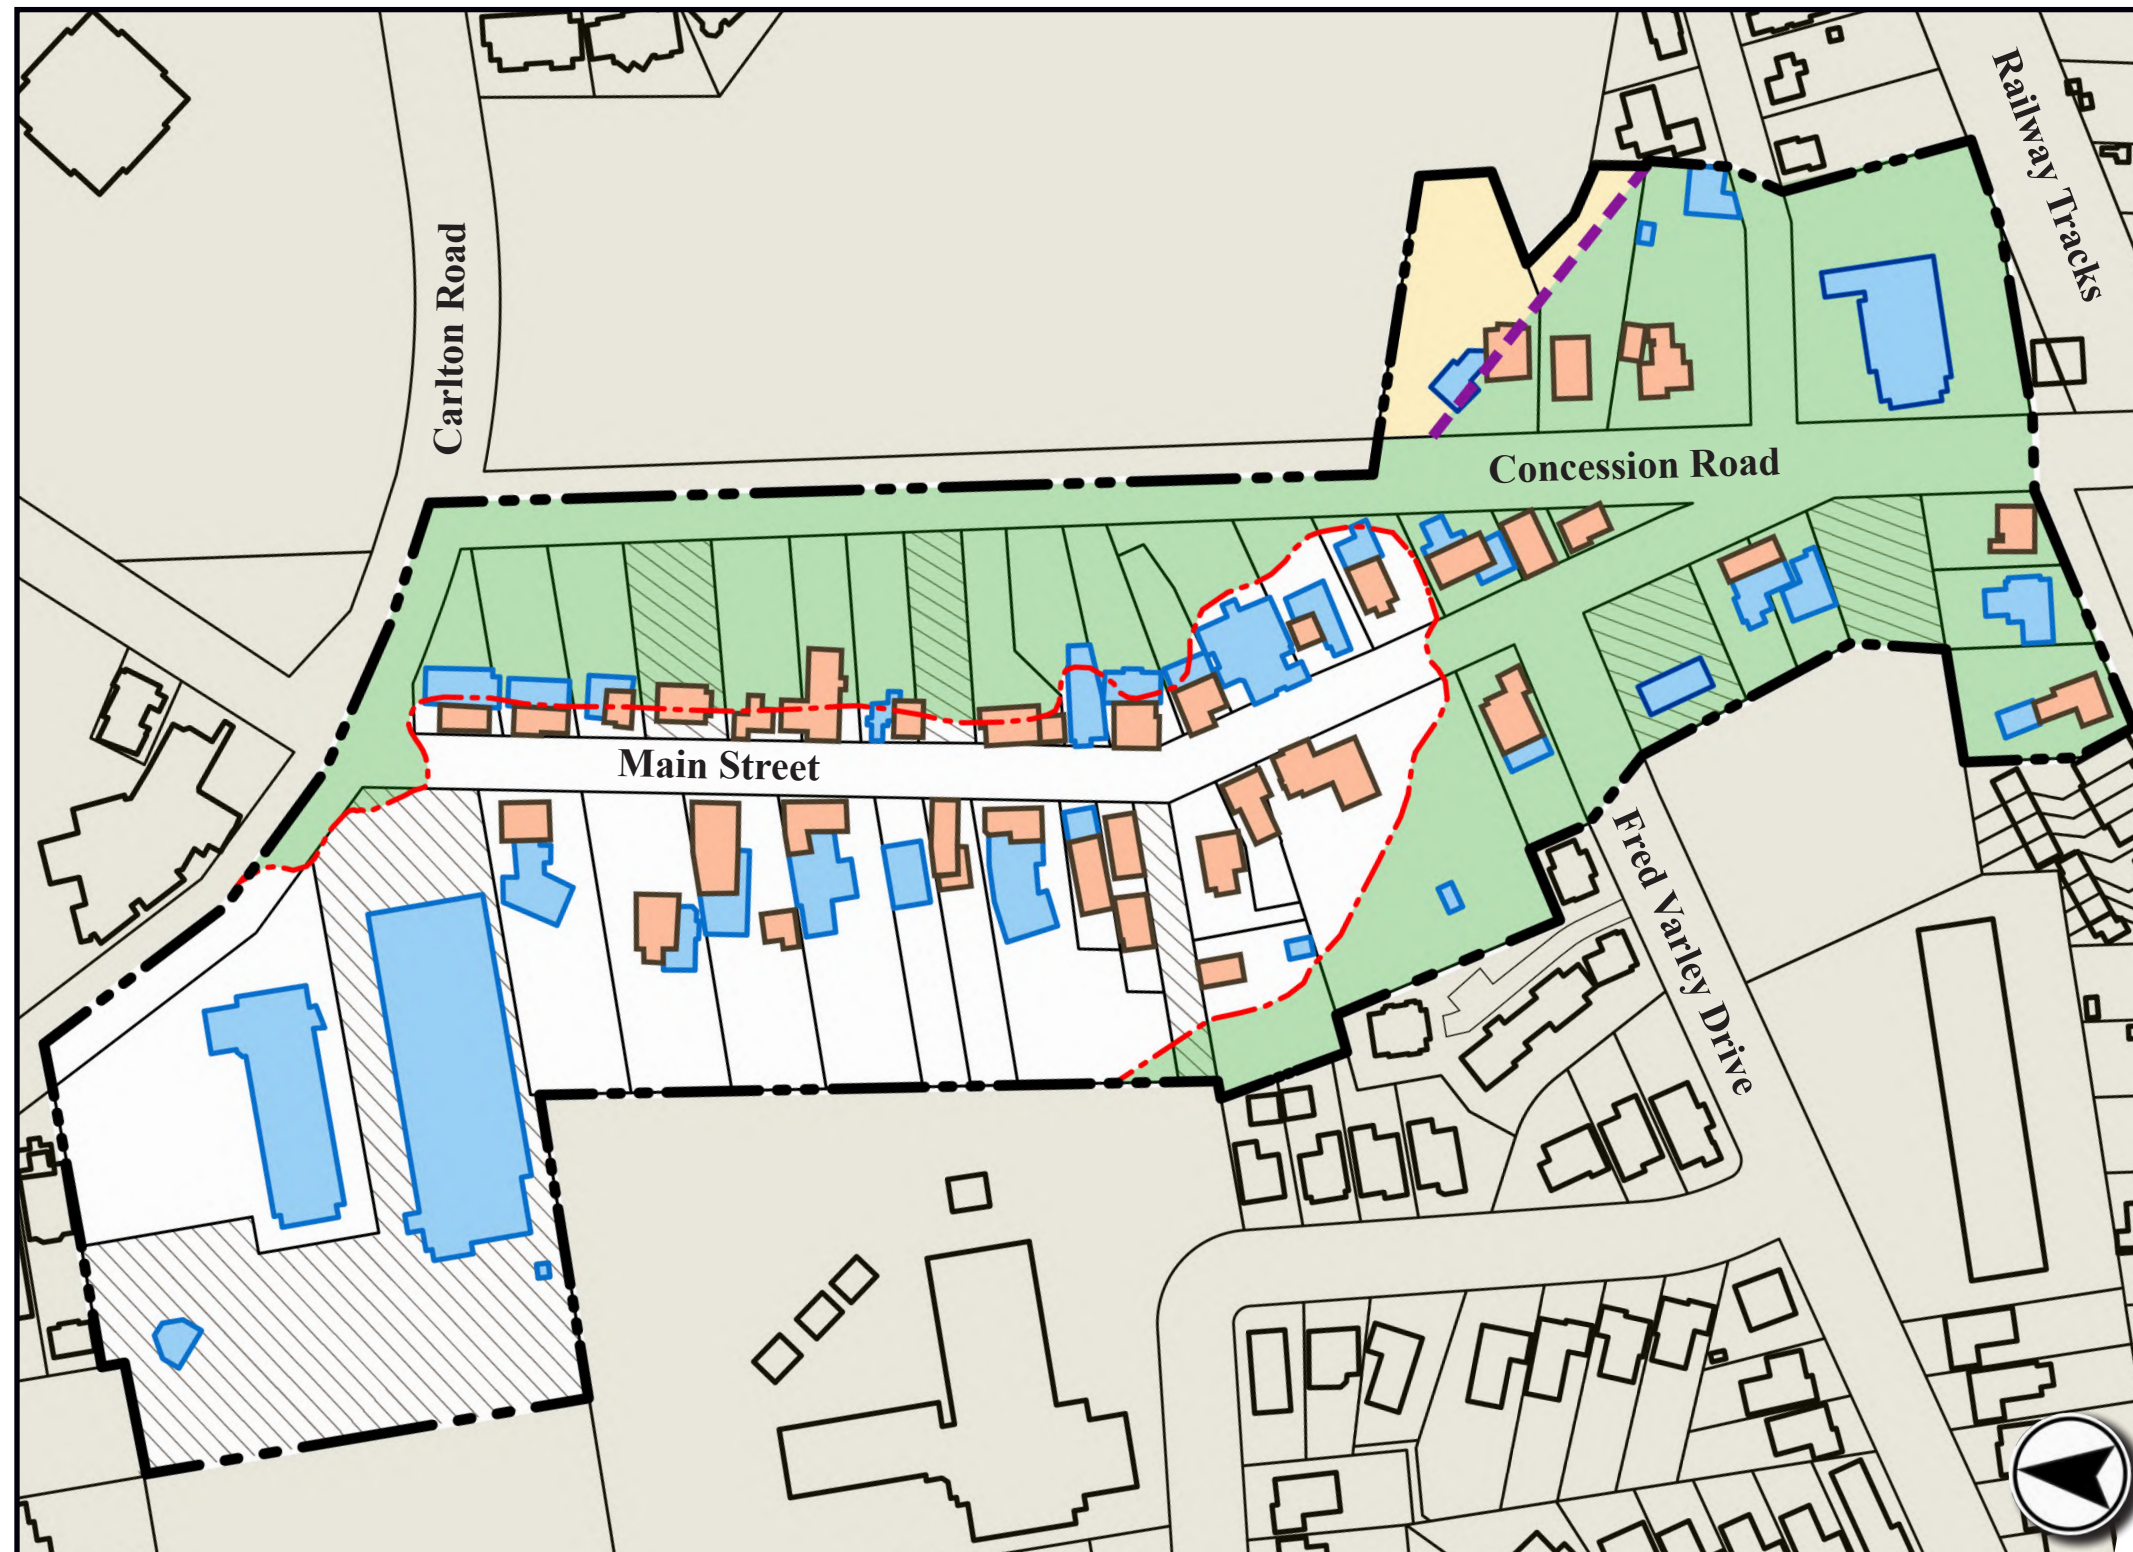 Railway Tracks
Carlton Road
Concession Road
Main Street
Fred Varley Drive